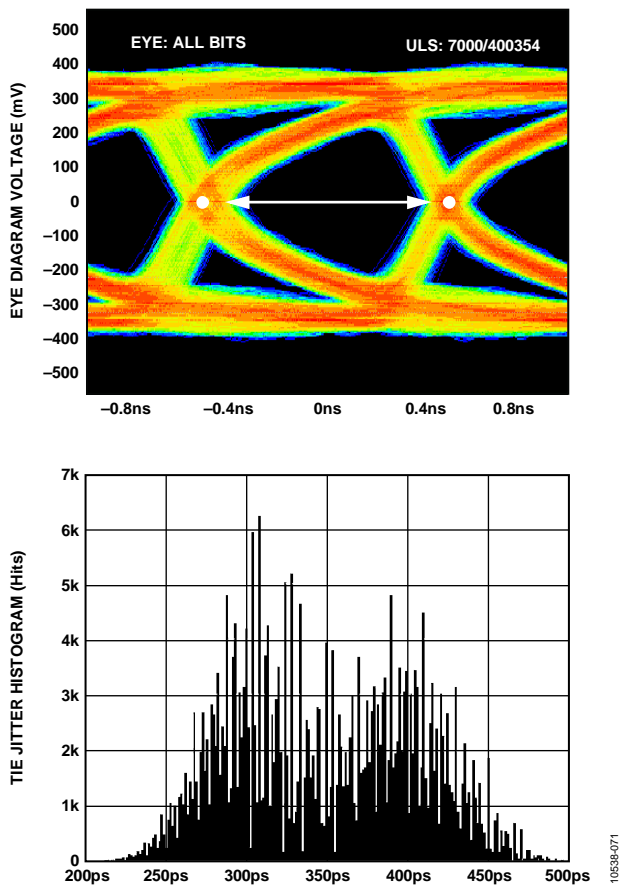 EYE: ALL BITS
ULS: 7000/400354
EYE DIAGRAM VOLTAGE (mV)
500
400
300
200
100
0
–100
–200
–300
–400
–500
–0.8ns –0.4ns 0ns 0.4ns 0.8ns
TIE JITTER HISTOGRAM (Hits)
7k
6k
5k
4k
3k
2k
1k
0
200ps 250ps 300ps 350ps 400ps 450ps 500ps
10538-071